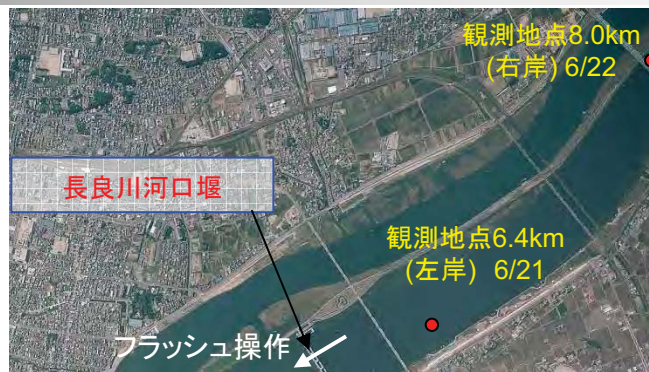 観測地点8.0km
(右岸) 6/22
長良川河口堰
観測地点6.4km
(左岸) 6/21
フラッシュ操作